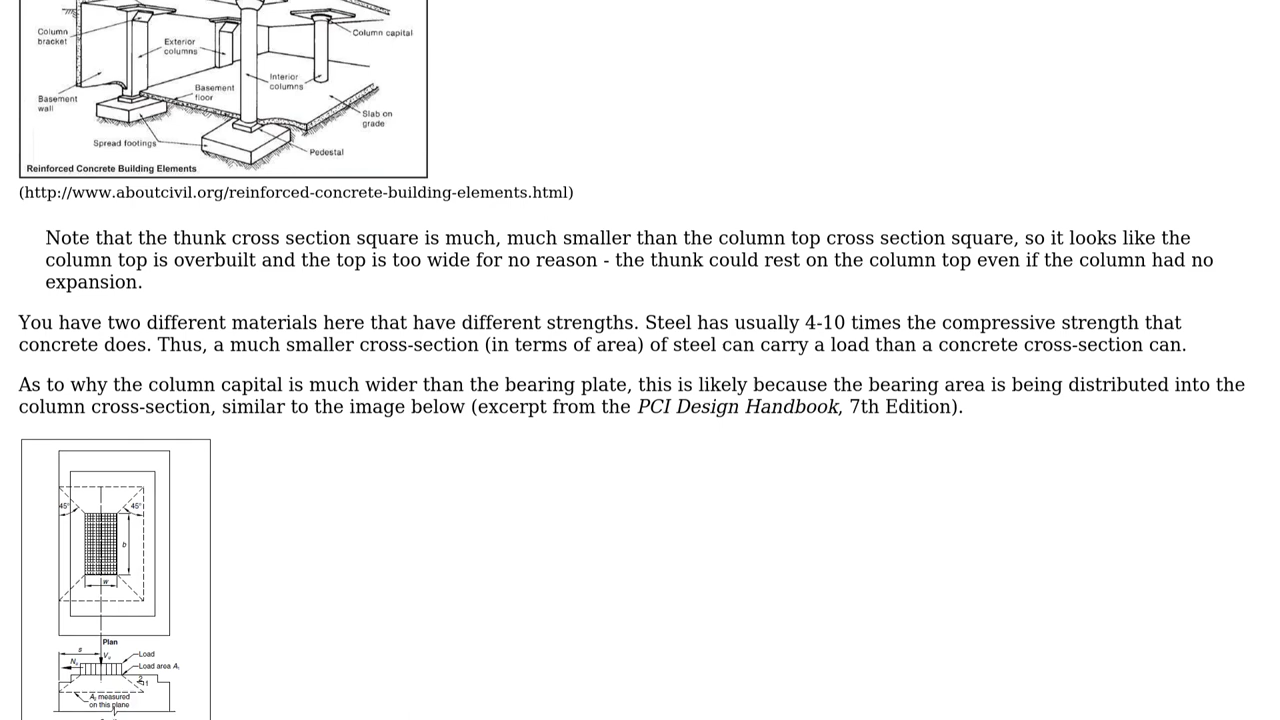 Column
bracket
Exterior
columns
Column capital
Interior
columns
Basement
floor
Basement
wall
Slab on
grade
Spread footings
Pedestal
Reinforced Concrete Building Elements
(http://www.aboutcivil.org/reinforced-concrete-building-elements.html)
Note that the thunk cross section square is much, much smaller than the column top cross section square, so it looks like the
column top is overbuilt and the top is too wide for no reason - the thunk could rest on the column top even if the column had no
expansion.
You have two different materials here that have different strengths. Steel has usually 4-10 times the compressive strength that
concrete does. Thus, a much smaller cross-section (in terms of area) of steel can carry a load than a concrete cross-section can.
As to why the column capital is much wider than the bearing plate, this is likely because the bearing area is being distributed into the
column cross-section, similar to the image below (excerpt from the PCI Design Handbook, 7th Edition).
45° 45°
b
w
Plan
s
Load
Load area A
measured
on this plane